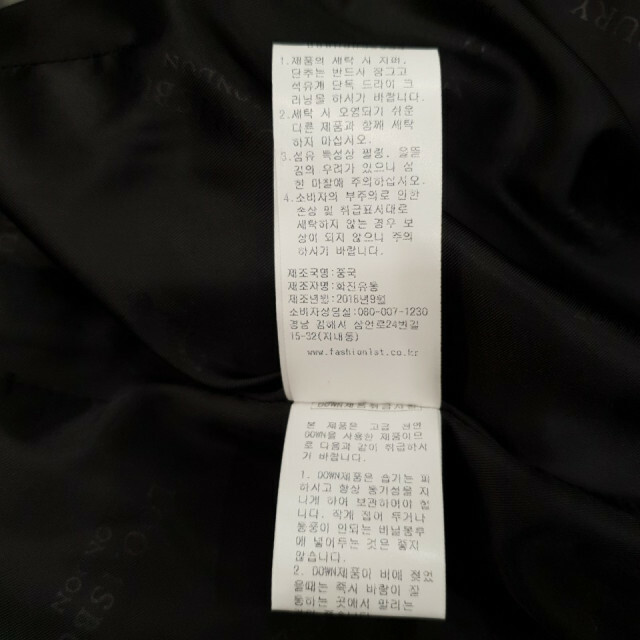 1.제품의 세탁 시 지퍼,
단추는 반드시 잠그고
석유계 단독 드라이 크
리닝을 하시기 바랍니다.
2.세탁 시 오염되기 쉬운
다른 제품과 함께 세탁
하지 마십시오.
3.섬유 특성상 필링, 올뜯
김의 우려가 있으니 심
한 마찰에 주의하십시오.
4.소비자의 부주의로 인한
손상 및 취급표시대로
세탁하지 않는 경우 보
상이 되지 않으니 주의
하시기 바랍니다.
제조국명:중국
제조자명:화진유통
제조년월:2016년9월
소비자상담실:080-007-1230
경남 김해시 삼안로24번길
15-32(지내동)
www.fashionist.co.kr
DOWN제품취급시
본 제품은 고급 천연
DOWN을 사용한 제품이므
로 다음과 같이 취급하시
기 바랍니다.
1. DOWN제품은 습기는 피
하시고 항상 통기성을 지
니게 하여 보관하여야 합
니다. 작게 접어 두거나
통풍이 안되는 비닐봉투
에 넣어두는 것은 좋지
않습니다.
2. DOWN제품이 비에 젖었
을때는 즉시 바람이 잘
통하는 곳에서 말리는
LONDON